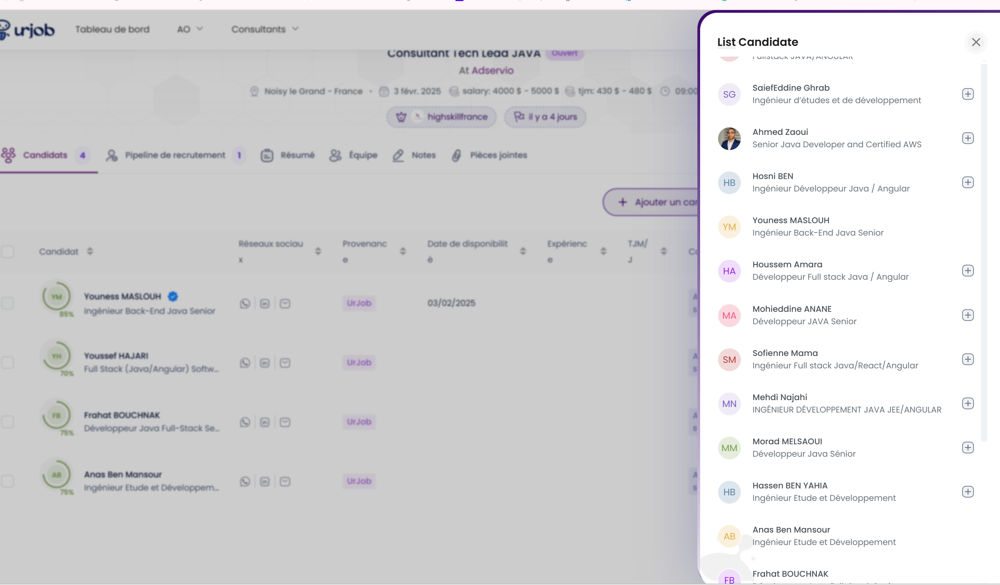 urjob
Tableau de bord
AO
Consultants
Consultant Tech Lead JAVA
Ouvert
At Adservio
Noisy le Grand - France
•
3 févr. 2025
salary: 4000 $ - 5000 $
tjm: 430 $ - 480 $
09:00
highskillfrance
il y a 4 jours
Candidats 4
Pipeline de recrutement 1
Résumé
Équipe
Notes
Pièces jointes
+ Ajouter un
Candidat
Réseaux sociau
x
Provenanc
e
Date de disponibilit
é
Expérienc
e
TJM/
J
YM
85%
Youness MASLOUH
Ingénieur Back-End Java Senior
in
UrJob
03/02/2025
YH
70%
Youssef HAJARI
Full Stack (Java/Angular) Softw...
in
UrJob
FB
75%
Frahat BOUCHNAK
Développeur Java Full-Stack Se...
in
UrJob
AB
75%
Anas Ben Mansour
Ingénieur Etude et Développem...
in
UrJob
List Candidate
Fullstack JAVA/ANGULAR
SG
SaiefEddine Ghrab
Ingénieur d’études et de développement
Ahmed Zaoui
Senior Java Developer and Certified AWS
HB
Hosni BEN
Ingénieur Développeur Java / Angular
YM
Youness MASLOUH
Ingénieur Back-End Java Senior
HA
Houssem Amara
Développeur Full stack Java / Angular
MA
Mohieddine ANANE
Développeur JAVA Senior
SM
Sofienne Mama
Ingénieur Full stack Java/React/Angular
MN
Mehdi Najahi
INGÉNIEUR DÉVELOPPEMENT JAVA JEE/ANGULAR
MM
Morad MELSAOUI
Développeur Java Sénior
HB
Hassen BEN YAHIA
Ingénieur Etude et Développement
AB
Anas Ben Mansour
Ingénieur Etude et Développement
FB
Frahat BOUCHNAK